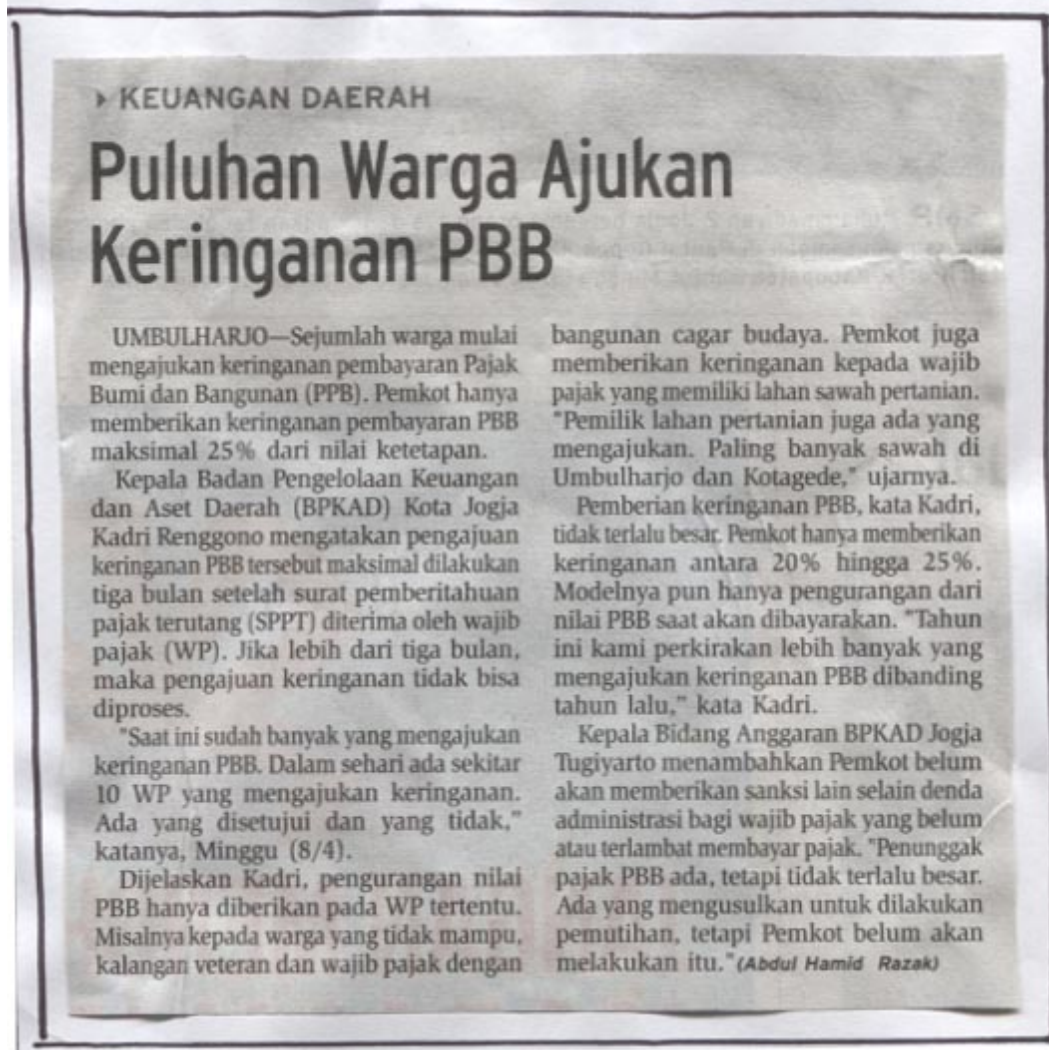 KEUANGAN DAERAH
Puluhan Warga Ajukan
Keringanan PBB
UMBULHARJO—Sejumlah warga mulai
mengajukan keringanan pembayaran Pajak
Bumi dan Bangunan (PPB). Pemkot hanya
memberikan keringanan pembayaran PBB
maksimal 25% dari nilai ketetapan.
Kepala Badan Pengelolaan Keuangan
dan Aset Daerah (BPKAD) Kota Jogja
Kadri Renggono mengatakan pengajuan
keringanan PBB tersebut maksimal dilakukan
tiga bulan setelah surat pemberitahuan
pajak terutang (SPPT) diterima oleh wajib
pajak (WP). Jika lebih dari tiga bulan,
maka pengajuan keringanan tidak bisa
diproses.
"Saat ini sudah banyak yang mengajukan
keringanan PBB. Dalam sehari ada sekitar
10 WP yang mengajukan keringanan.
Ada yang disetujui dan yang tidak,"
katanya, Minggu (8/4).
Dijelaskan Kadri, pengurangan nilai
PBB hanya diberikan pada WP tertentu.
Misalnya kepada warga yang tidak mampu,
kalangan veteran dan wajib pajak dengan
bangunan cagar budaya. Pemkot juga
memberikan keringanan kepada wajib
pajak yang memiliki lahan sawah pertanian.
"Pemilik lahan pertanian juga ada yang
mengajukan. Paling banyak sawah di
Umbulharjo dan Kotagede," ujarnya.
Pemberian keringanan PBB, kata Kadri,
tidak terlalu besar. Pemkot hanya memberikan
keringanan antara 20% hingga 25%.
Modelnya pun hanya pengurangan dari
nilai PBB saat akan dibayarakan. "Tahun
ini kami perkirakan lebih banyak yang
mengajukan keringanan PBB dibanding
tahun lalu," kata Kadri.
Kepala Bidang Anggaran BPKAD Jogja
Tugiyarto menambahkan Pemkot belum
akan memberikan sanksi lain selain denda
administrasi bagi wajib pajak yang belum
atau terlambat membayar pajak. "Penunggak
pajak PBB ada, tetapi tidak terlalu besar.
Ada yang mengusulkan untuk dilakukan
pemutihan, tetapi Pemkot belum akan
melakukan itu." (Abdul Hamid Razak)